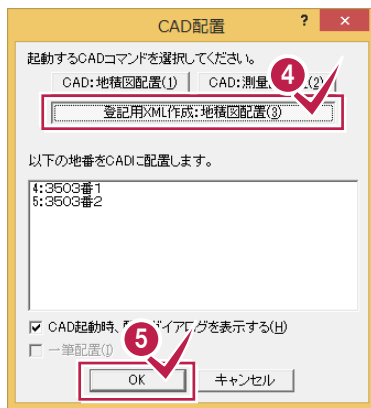 CAD配置
? ×
起動するCADコマンドを選択してください。
CAD:地積図配置(1) CAD:測量
(2)
4
登記用XML作成:地積図配置(3)
以下の地番をCADに配置します。
4:3503番1
5:3503番2
CAD起動時、
イアログを表示する(H)
一筆配置(I)
5
OK キャンセル